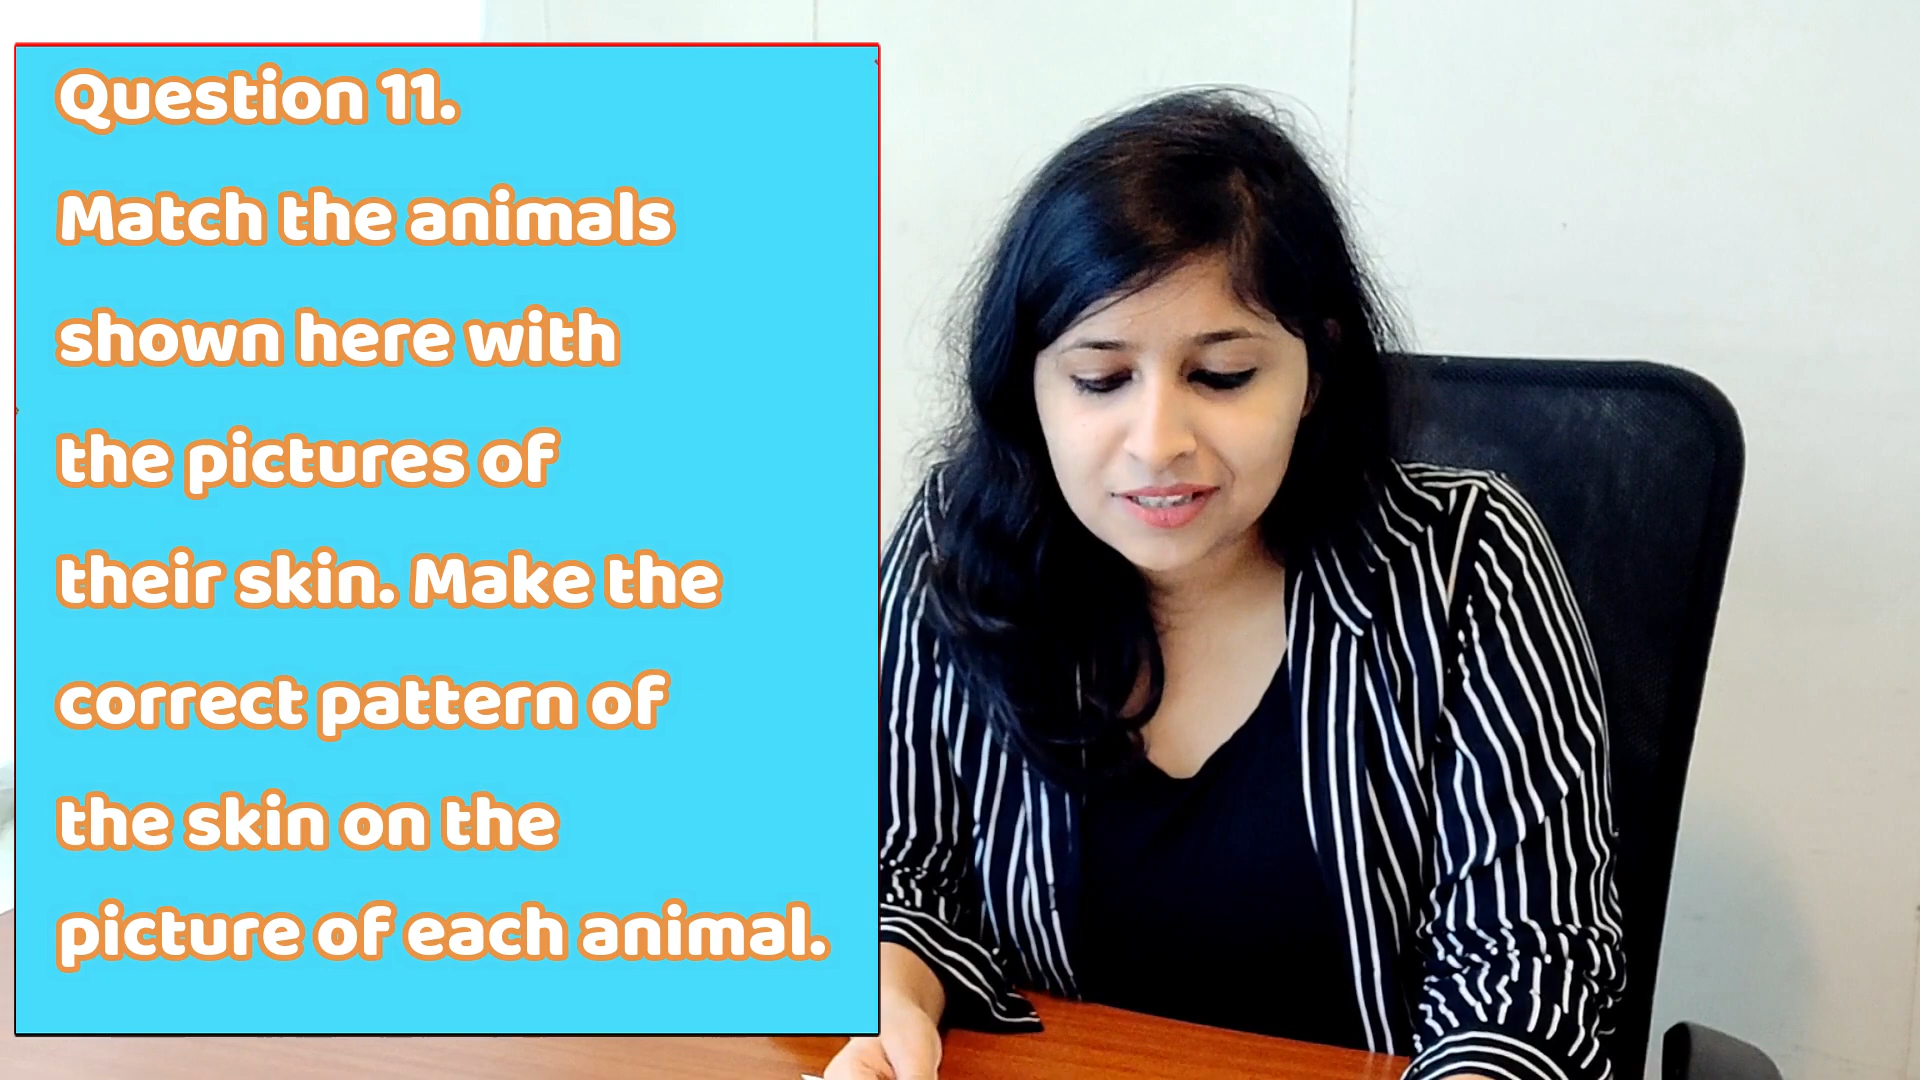 Question 11.
Match the animals
shown here with
the pictures of
their skin. Make the
correct pattern of
the skin on the
picture of each animal.